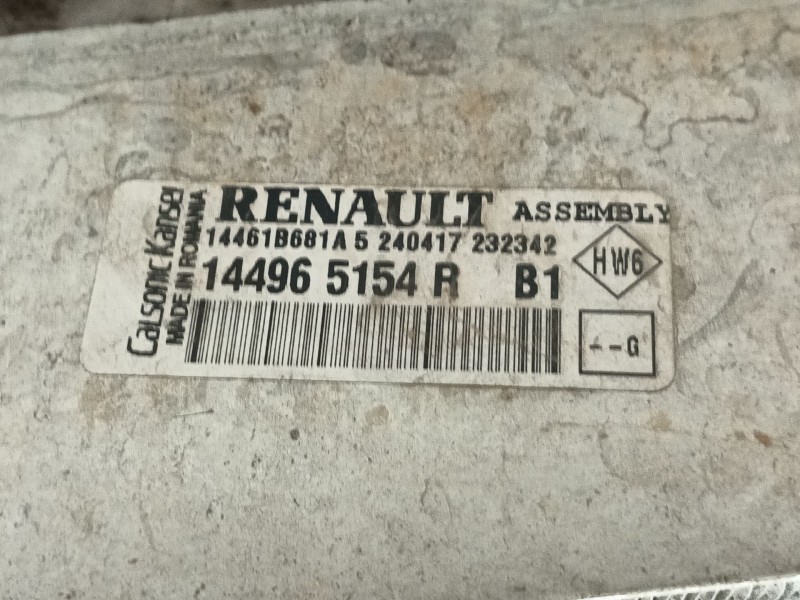 Calsonic Kansei
MADE IN ROMANIA
RENAULT ASSEMBLY
14461B681A 5 240417 232342
14496 5154 R B1
HW6
--G